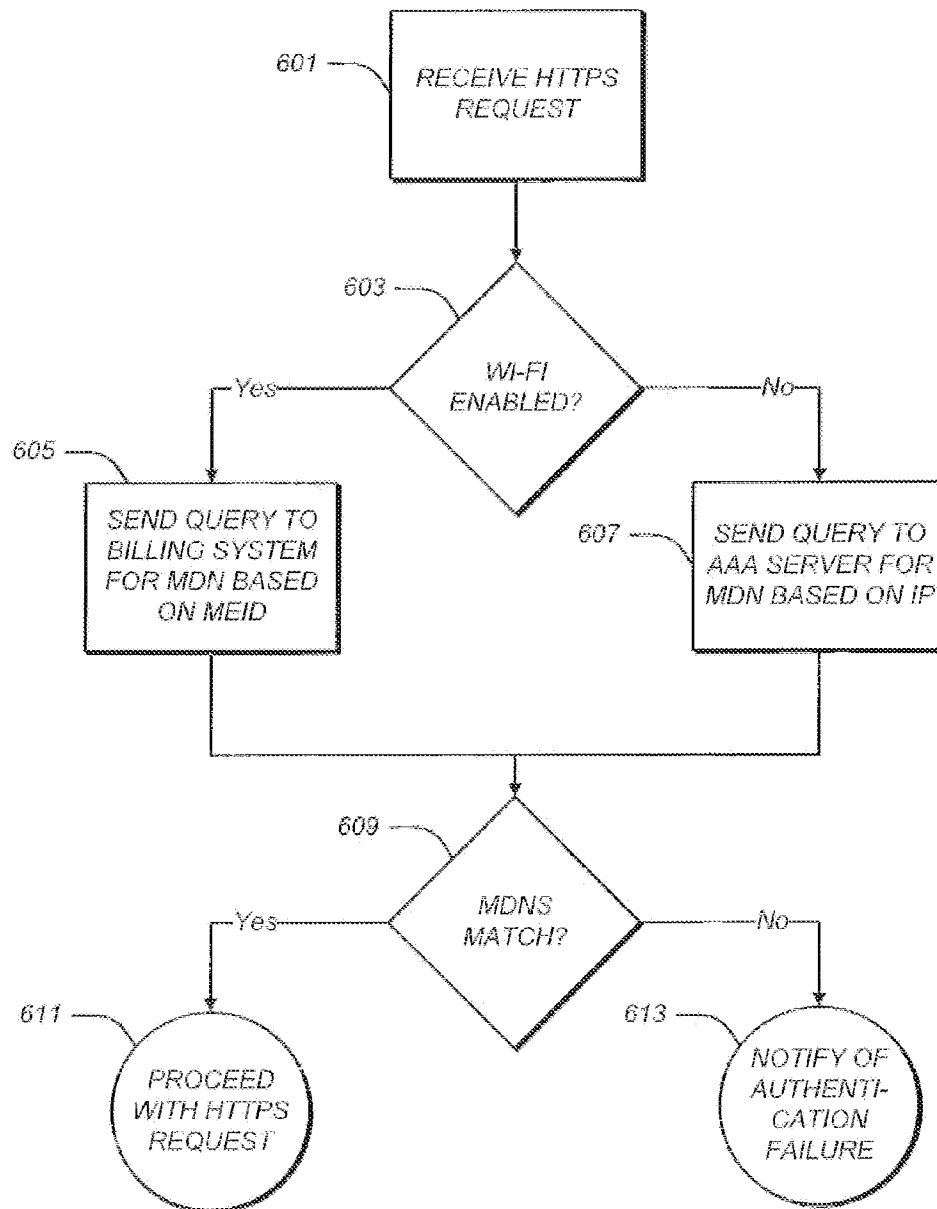 601
RECEIVE HTTPS
REQUEST
603
WI-FI
ENABLED?
Yes
No
605
SEND QUERY TO
BILLING SYSTEM
FOR MDN BASED
ON MEID
607
SEND QUERY TO
AAA SERVER FOR
MDN BASED ON IP
609
MDNS
MATCH?
Yes
No
611
PROCEED
WITH HTTPS
REQUEST
613
NOTIFY OF
AUTHENTI-
CATION
FAILURE